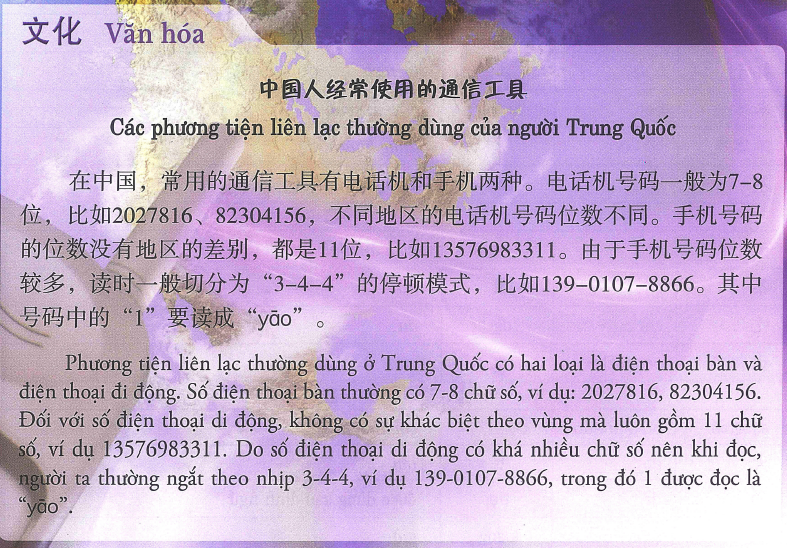 文化 Văn hóa
中国人经常使用的通信工具
Các phương tiện liên lạc thường dùng của người Trung Quốc
在中国，常用的通信工具有电话机和手机两种。电话机号码一般为7-8
位，比如2027816、82304156，不同地区的电话机号码位数不同。手机号码
的位数没有地区的差别，都是11位，比如13576983311。由于手机号码位数
较多，读时一般切分为“3-4-4”的停顿模式，比如139-0107-8866。其中
号码中的“1”要读成“yāo”。
Phương tiện liên lạc thường dùng ở Trung Quốc có hai loại là điện thoại bàn và
điện thoại đi động. Số điện thoại bàn thường có 7-8 chữ số, ví dụ: 2027816, 82304156.
Đối với số điện thoại di động, không có sự khác biệt theo vùng mà luôn gồm 11 chữ
số, ví dụ 13576983311. Do số điện thoại di động có khá nhiều chữ số nên khi đọc,
người ta thường ngắt theo nhịp 3-4-4, ví dụ 139-0107-8866, trong đó 1 được đọc là
“yāo”.